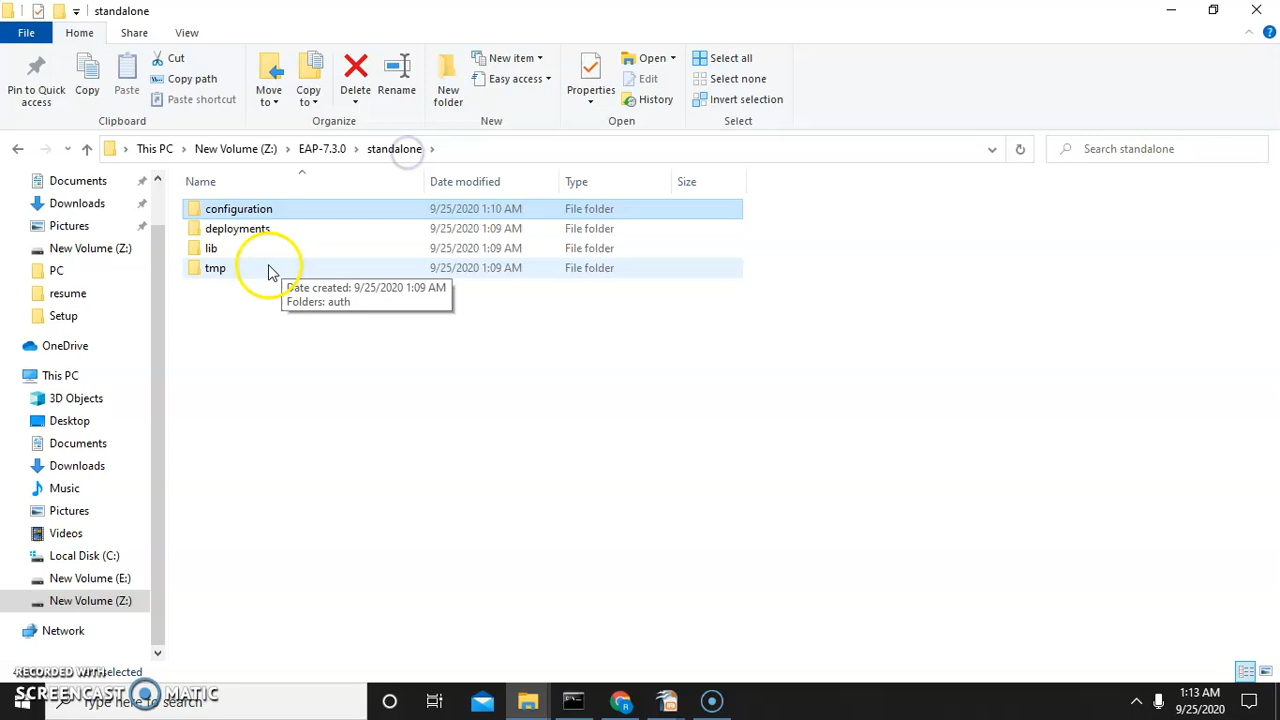 standalone
File Home Share View
Pin to Quick access
Copy
Paste
Cut
Copy path
Paste shortcut
Clipboard
Move to
Copy to
Delete
Rename
Organize
New folder
New item
Easy access
New
Properties
Open
Edit
History
Open
Select all
Select none
Invert selection
Select
This PC New Volume (Z:) EAP-7.3.0 standalone
Search standalone
Name Date modified Type Size
configuration 9/25/2020 1:10 AM File folder
deployments 9/25/2020 1:09 AM File folder
lib 9/25/2020 1:09 AM File folder
tmp 9/25/2020 1:09 AM File folder
Date created: 9/25/2020 1:09 AM
Folders: auth
Documents
Downloads
Pictures
New Volume (Z:)
PC
resume
Setup
OneDrive
This PC
3D Objects
Desktop
Documents
Downloads
Music
Pictures
Videos
Local Disk (C:)
New Volume (E:)
New Volume (Z:)
Network
selected
RECORDED WITH
SCREENCAST MATIC
Type here to search
1:13 AM
9/25/2020